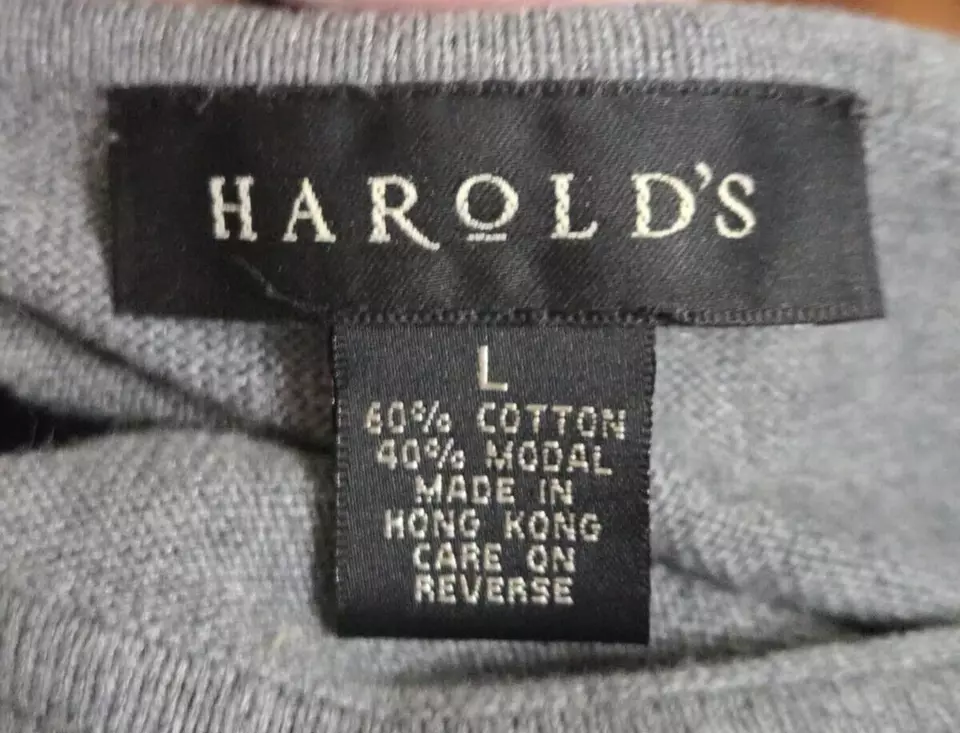 HAROLD'S
L
60% COTTON
40% MODAL
MADE IN
HONG KONG
CARE ON
REVERSE